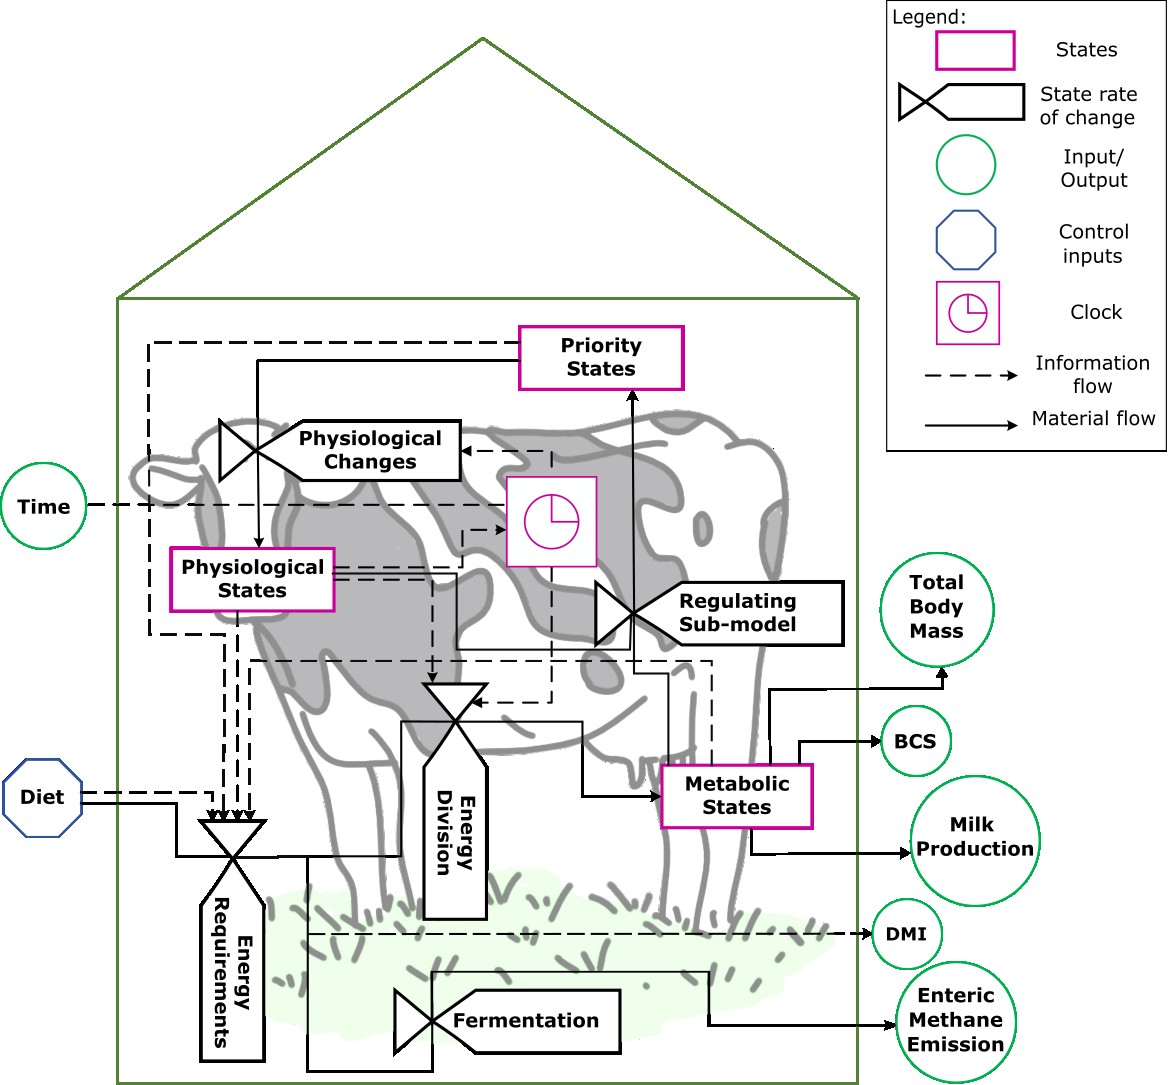 Legend:
States
State rate
of change
Input/
Output
Control
inputs
Clock
Information
flow
Material flow
Priority
States
Physiological
Changes
Time
Physiological
States
Regulating
Sub-model
Total
Body
Mass
BCS
Diet
Metabolic
States
Energy
Division
Milk
Production
Energy
Requirements
DMI
Fermentation
Enteric
Methane
Emission